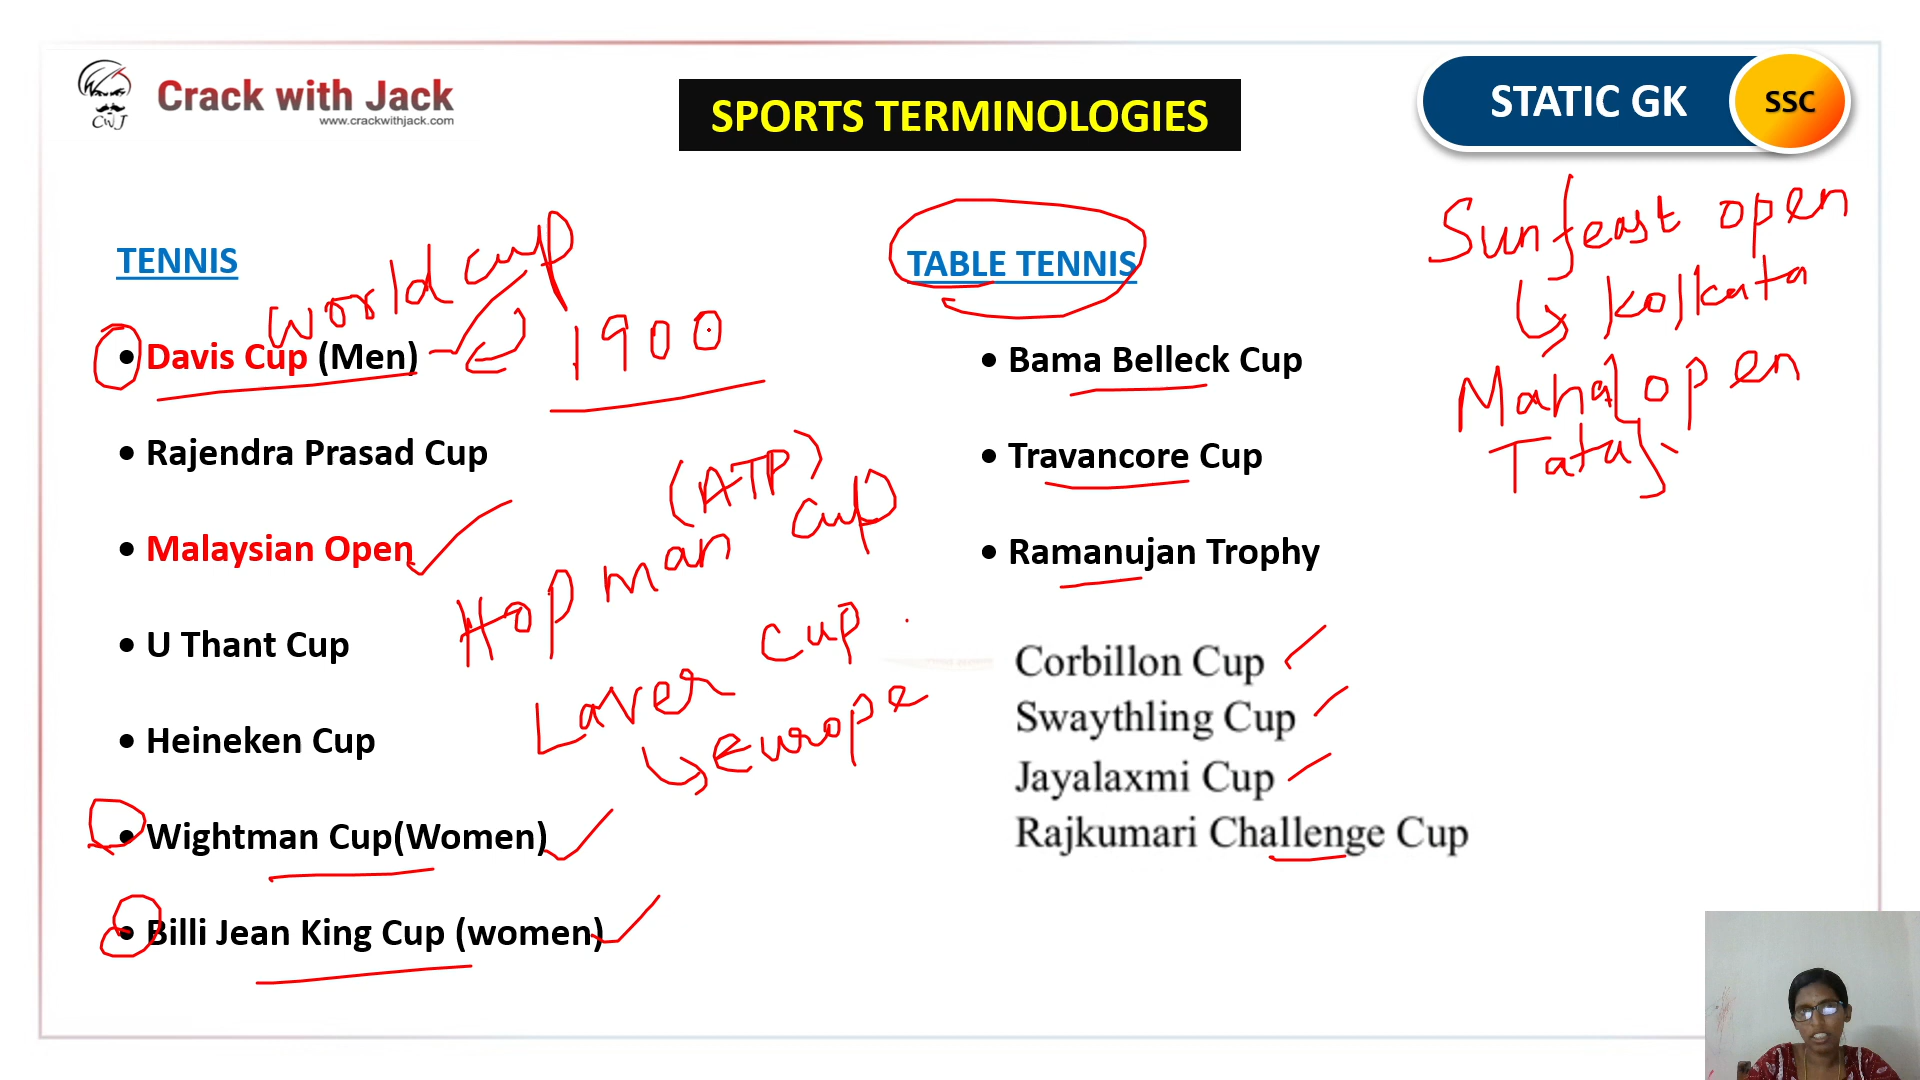 Crack with Jack
www.crackwithjack.com
CWJ
SPORTS TERMINOLOGIES
STATIC GK
SSC
TENNIS
world cup
• Davis Cup (Men)
1900
• Rajendra Prasad Cup
• Malaysian Open
(ATP)
Hopman cup
• U Thant Cup
Laver cup
Europe
• Heineken Cup
• Wightman Cup(Women)
• Billi Jean King Cup (women)
TABLE TENNIS
• Bama Belleck Cup
• Travancore Cup
• Ramanujan Trophy
Corbillon Cup
Swaythling Cup
Jayalaxmi Cup
Rajkumari Challenge Cup
Sunfeast open
Kolkata
open
Tata